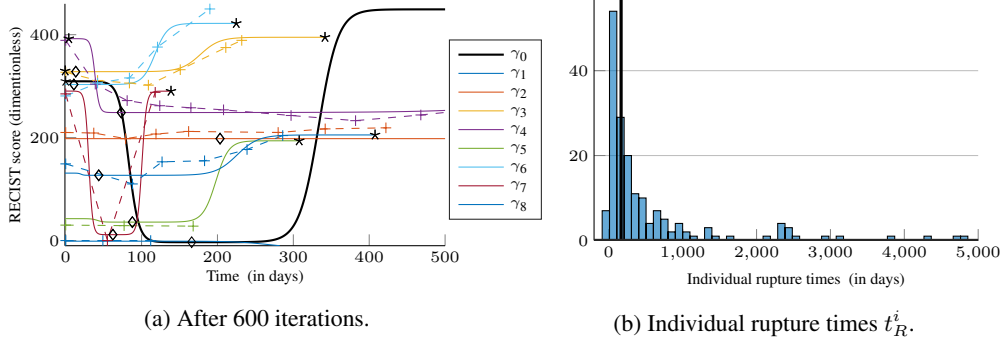 400
200
0
0
100
200
300
400
500
RECIST score (dimentionless)
Time (in days)
γ0
γ1
γ2
γ3
γ4
γ5
γ6
γ7
γ8
(a) After 600 iterations.
40
20
0
0
1,000
2,000
3,000
4,000
5,000
Individual rupture times (in days)
(b) Individual rupture times t_R^i.